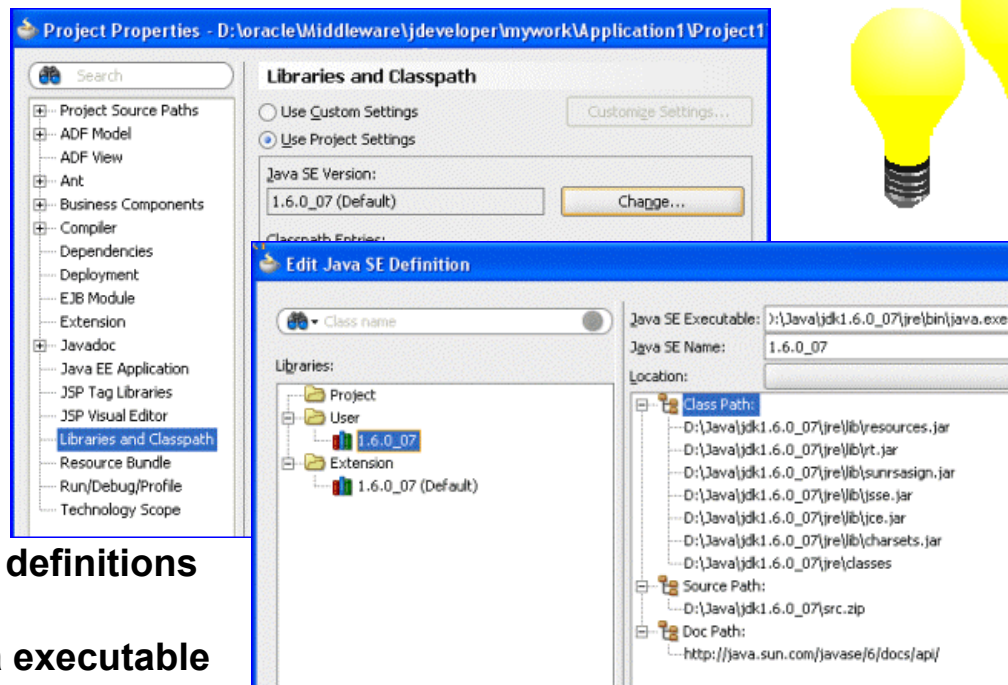 Project Properties - D:\oracle\Middleware\jdeveloper\mywork\Application1\Project1
Search
Project Source Paths
ADF Model
ADF View
Ant
Business Components
Compiler
Dependencies
Deployment
EJB Module
Extension
Javadoc
Java EE Application
JSP Tag Libraries
JSP Visual Editor
Libraries and Classpath
Resource Bundle
Run/Debug/Profile
Technology Scope
Libraries and Classpath
Use Custom Settings
Customize Settings...
Use Project Settings
Java SE Version:
1.6.0_07 (Default)
Change...
Classpath Entries:
Edit Java SE Definition
Class name
Libraries:
Project
User
1.6.0_07
Extension
1.6.0_07 (Default)
Java SE Executable: :\Java\jdk1.6.0_07\jre\bin\java.exe
Java SE Name: 1.6.0_07
Location:
Class Path:
D:\Java\jdk1.6.0_07\jre\lib\resources.jar
D:\Java\jdk1.6.0_07\jre\lib\rt.jar
D:\Java\jdk1.6.0_07\jre\lib\sunrsasign.jar
D:\Java\jdk1.6.0_07\jre\lib\jsse.jar
D:\Java\jdk1.6.0_07\jre\lib\jce.jar
D:\Java\jdk1.6.0_07\jre\lib\charsets.jar
D:\Java\jdk1.6.0_07\jre\classes
Source Path:
D:\Java\jdk1.6.0_07\src.zip
Doc Path:
http://java.sun.com/javase/6/docs/api/
definitions
executable